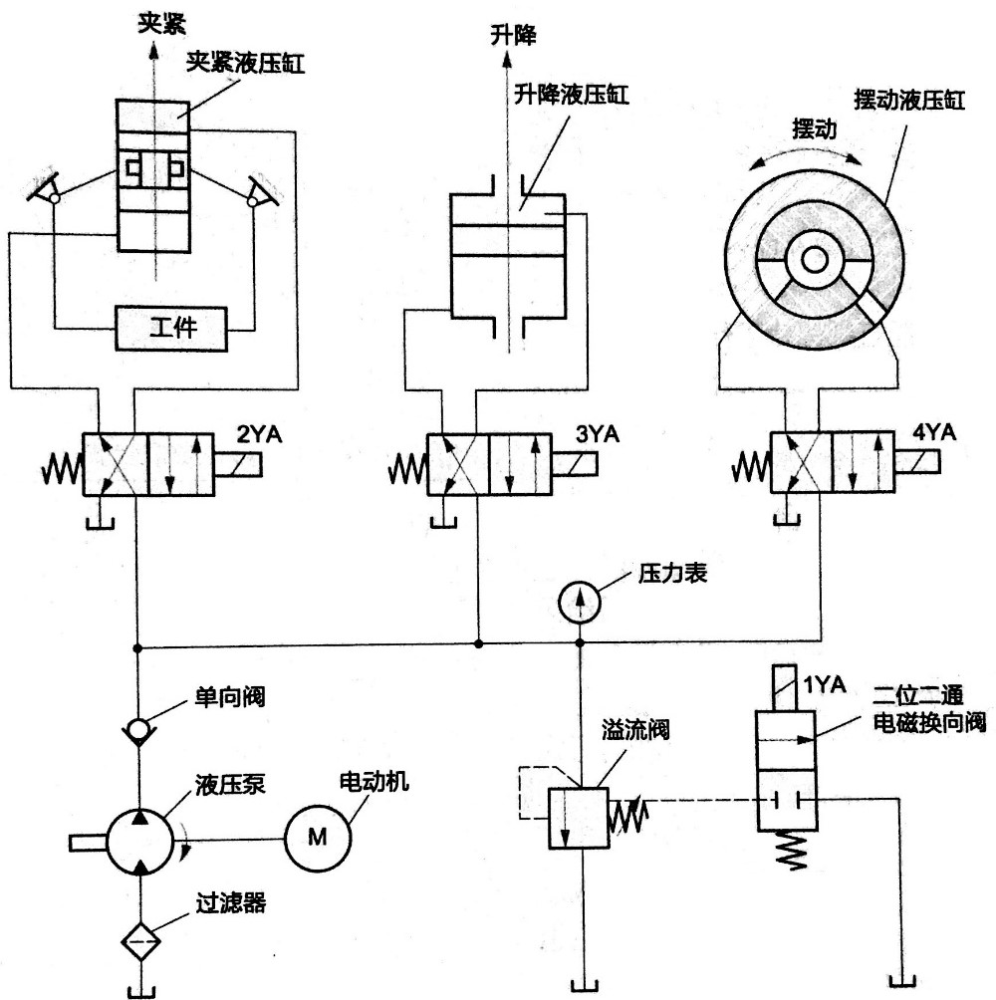 夹紧
夹紧液压缸
升降
升降液压缸
摆动液压缸
摆动
工件
2YA
3YA
4YA
压力表
单向阀
1YA
二位二通
电磁换向阀
溢流阀
液压泵
电动机
M
过滤器